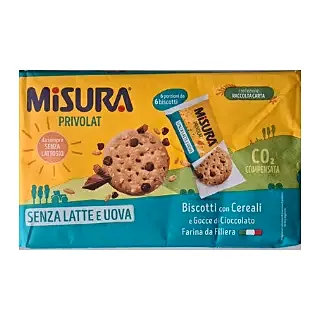 MISURA
PRIVOLAT
da sempre
SENZA
LATTOSIO
6 porzioni da
6 biscotti
confezione
RACCOLTA CARTA
MISURA
CO2
COMPENSATA
SENZA LATTE E UOVA
Biscotti con Cereali
e Gocce di Cioccolato
Farina da Filiera